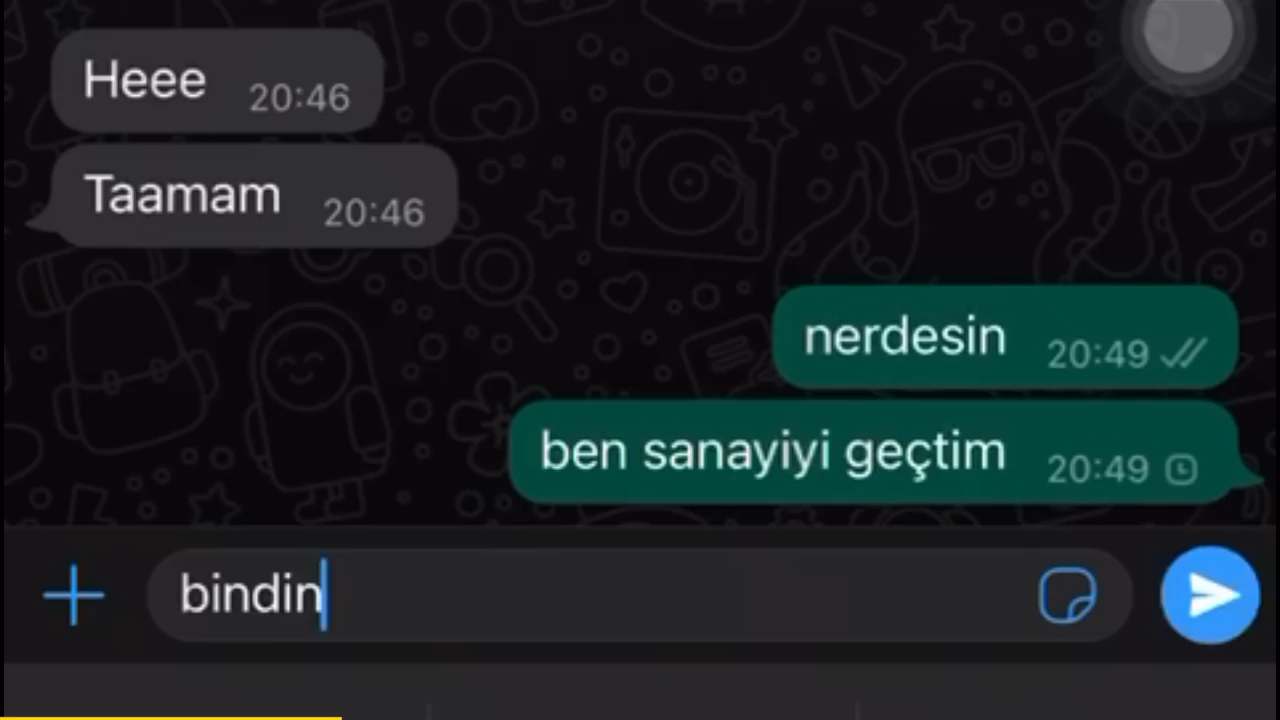 Heee 20:46
Taamam 20:46
nerdesin 20:49
ben sanayiyi geçtim 20:49
bindin